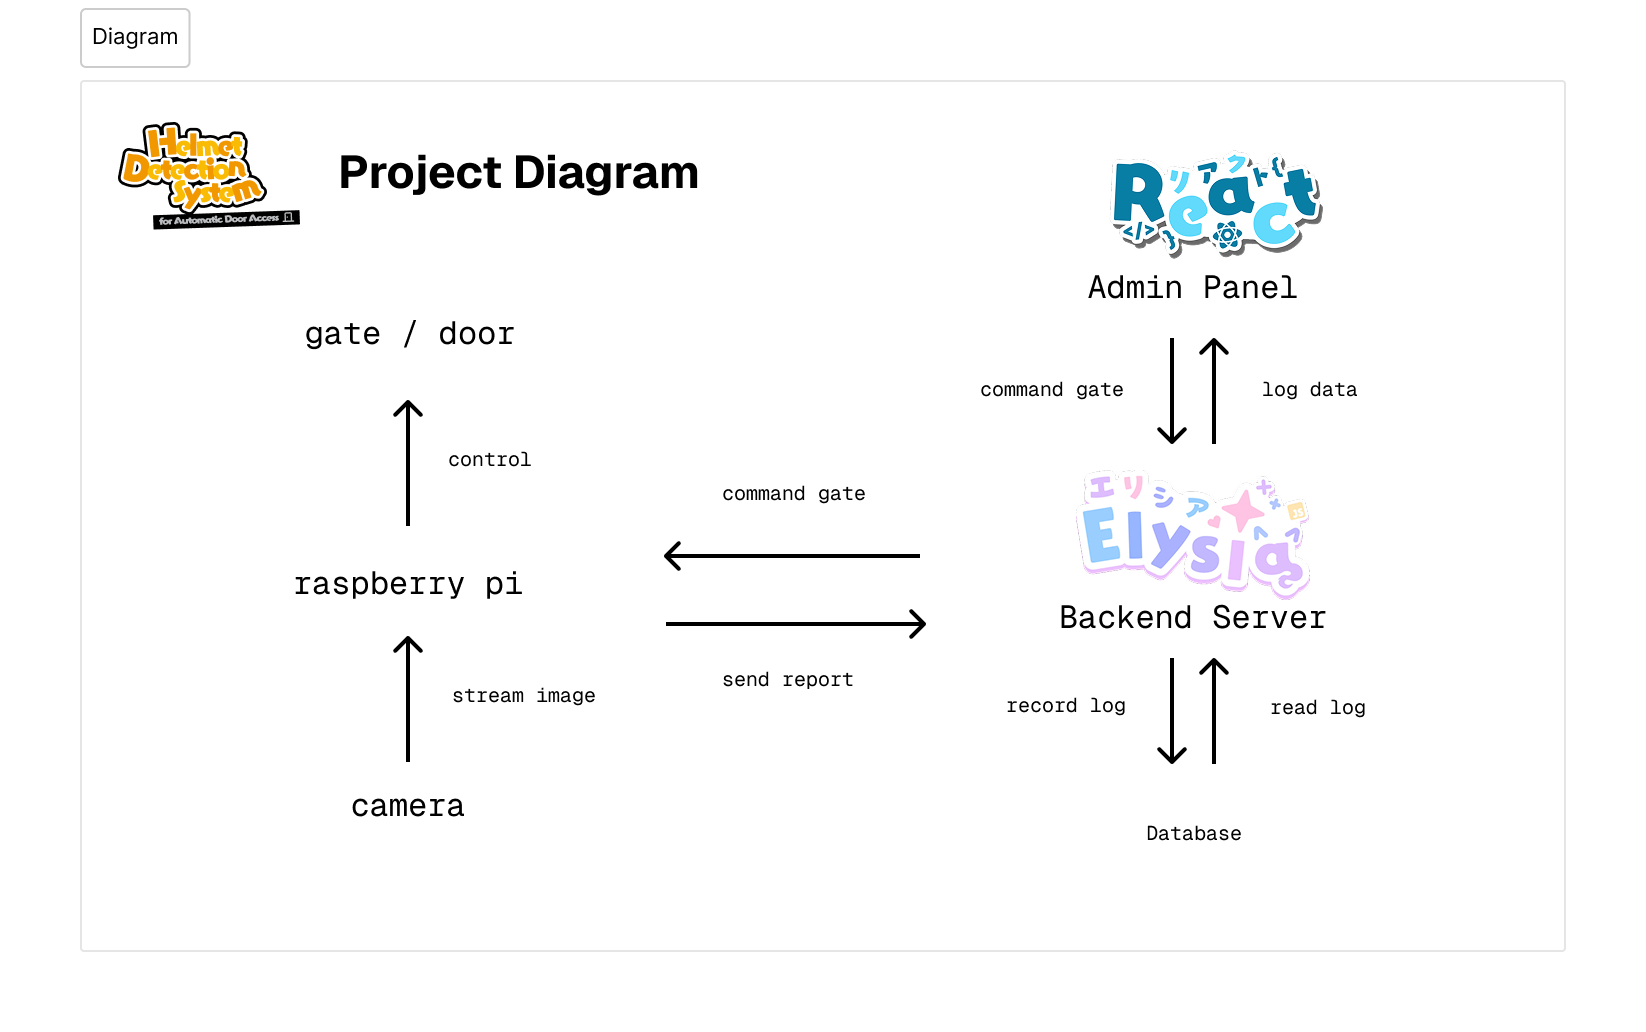 Diagram
Helmet
Detection
System
for Automatic Door Access
Project Diagram
リアクト
React
</>
{
}
Admin Panel
gate / door
command gate
log data
control
command gate
エリシア
Elysia
JS
raspberry pi
Backend Server
send report
stream image
record log
read log
camera
Database